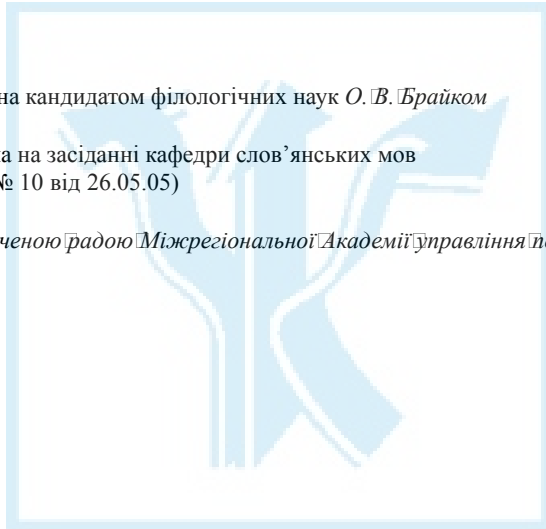 на кандидатом філологічних наук О. В. Брайком
на засіданні кафедри слов’янських мов
№ 10 від 26.05.05)
ченою радою Міжрегіональної Академії управління